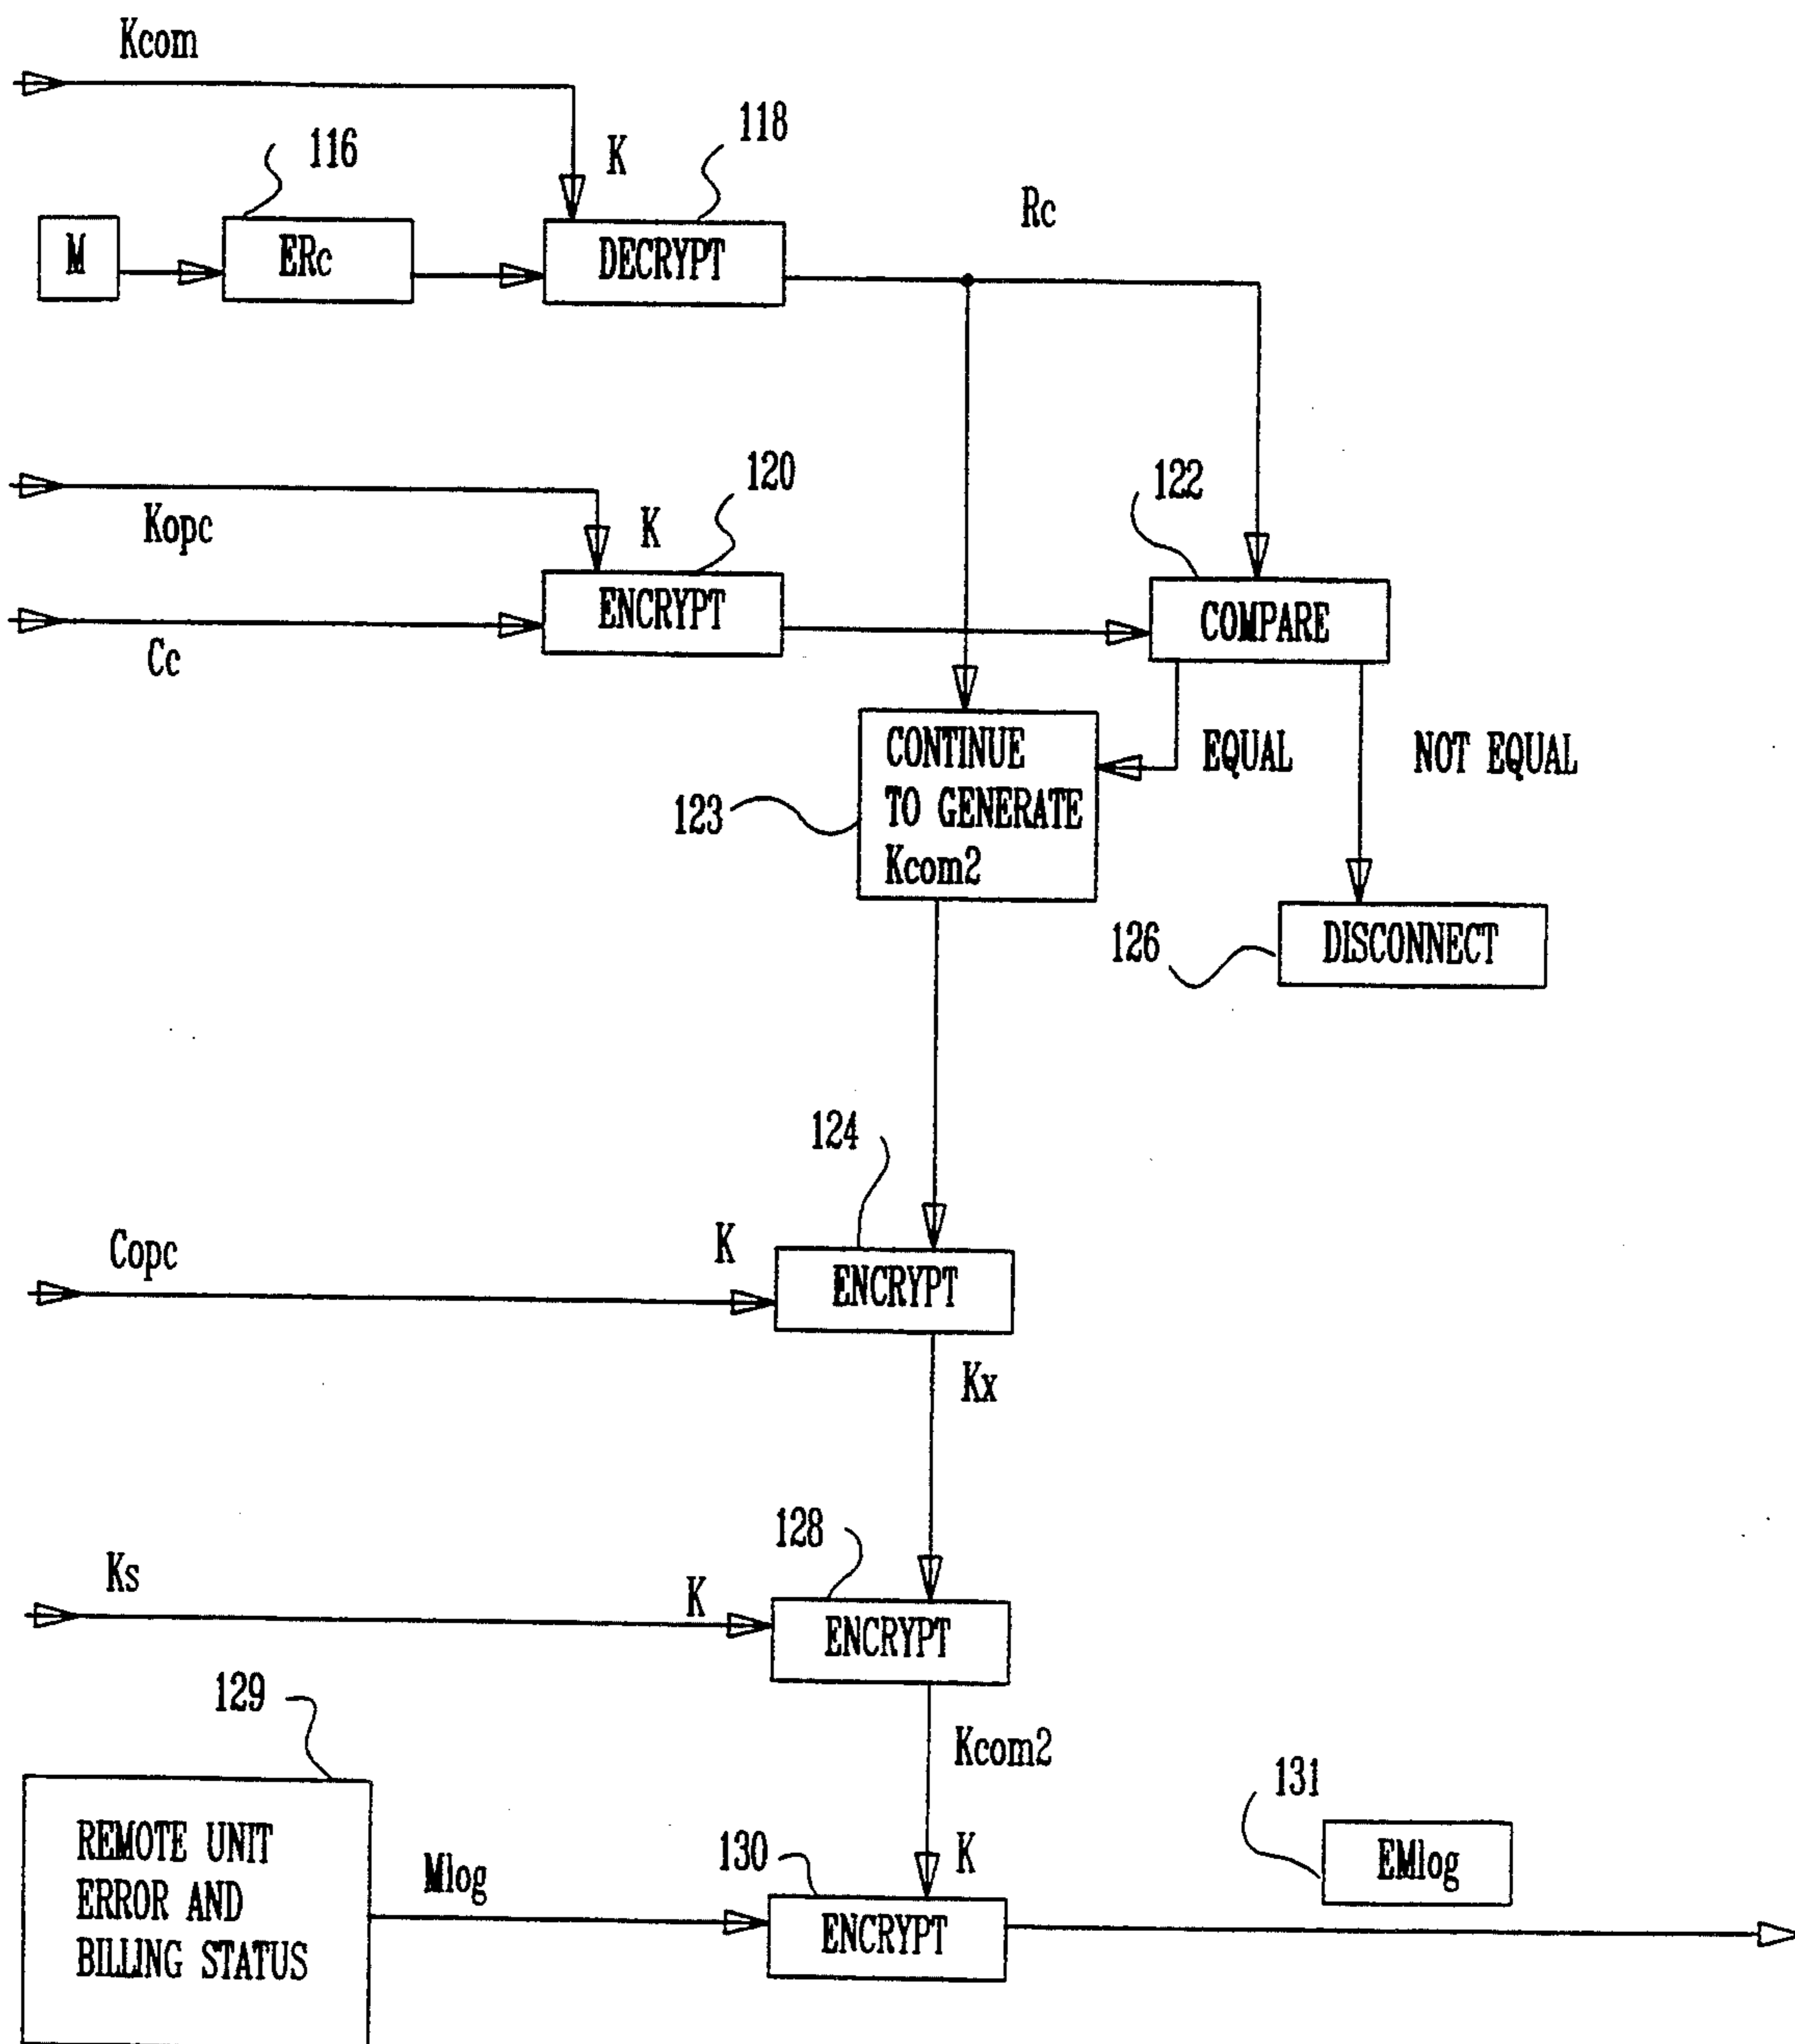 Kcom
116
K
118
Rc
M
ERc
DECRYPT
Kopc
K
120
122
Cc
ENCRYPT
COMPARE
EQUAL
NOT EQUAL
123
CONTINUE
TO GENERATE
Kcom2
126
DISCONNECT
124
Copc
K
ENCRYPT
Kx
128
Ks
K
ENCRYPT
129
Kcom2
131
REMOTE UNIT
ERROR AND
BILLING STATUS
Mlog
130
K
ENCRYPT
EMlog